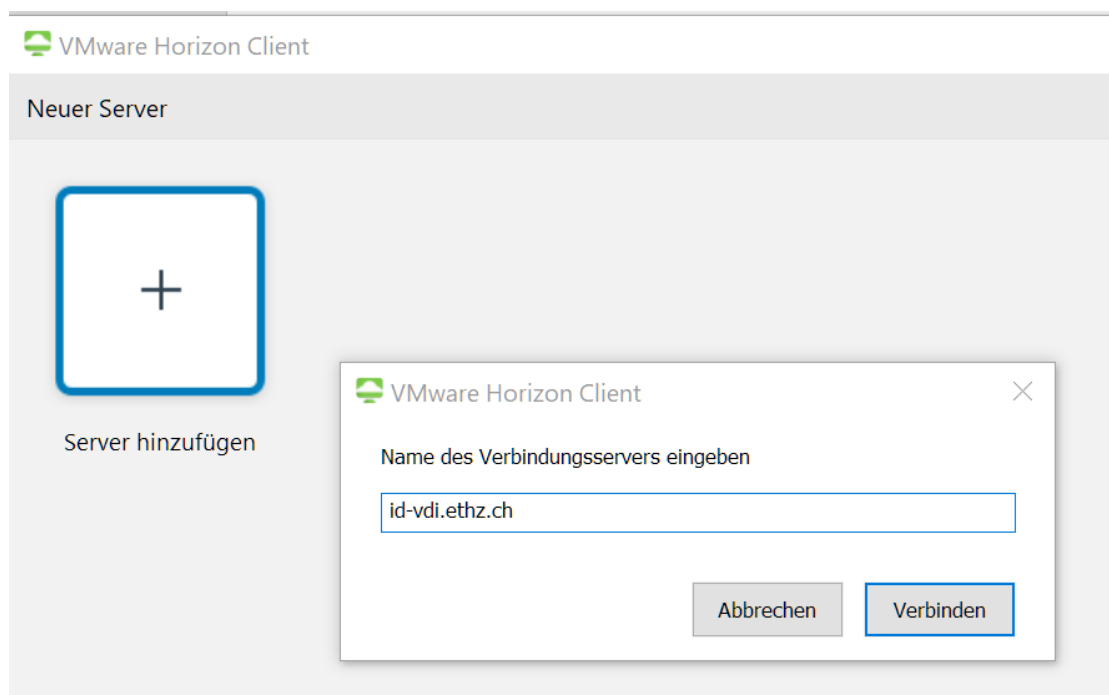 VMware Horizon Client
Neuer Server
Server hinzufügen
VMware Horizon Client
Name des Verbindungsservers eingeben
id-vdi.ethz.ch
Abbrechen Verbinden